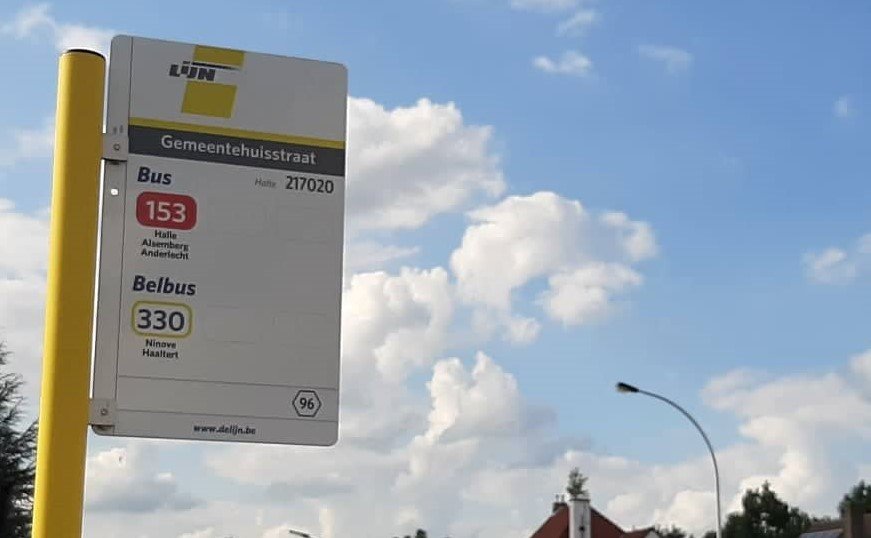 LIJN
Gemeentehuisstraat
Bus
Halte 217020
153
Halle
Alsemberg
Anderlecht
Belbus
330
Ninove
Haaltert
96
www.delijn.be